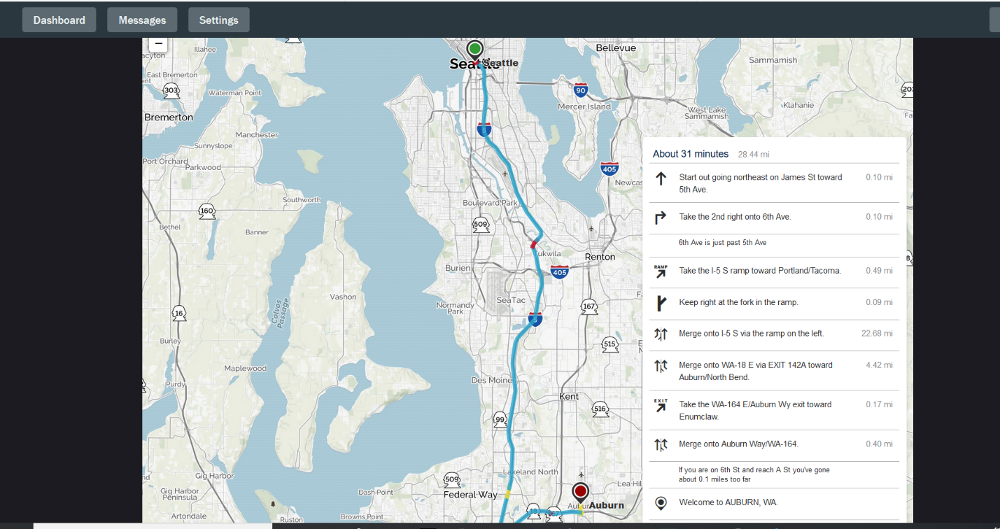 Dashboard
Messages
Settings
−
Illahee
East Bremerton
303
Waterman Point
Bremerton
Manchester
Sunnyslope
Port Orchard
Parkwood
Southworth
160
Bethel
Banner
16
Colvos
Passage
Vashon
Burley
Maplewood
Purdy
Gig Harbor
Gig Harbor
Peninsula
Artondale
Ruston
Dash Point
Browns Point
Seattle
Seattle
Bellevue
Sammamish
90
Mercer Island
West Lake
Sammamish
Klahanie
405
Boulevard Park
509
Tukwila
Renton
Burien
405
SeaTac
Normandy
Park
167
5
515
Des Moines
Kent
516
99
Lakeland North
509
Federal Way
Auburn
18
167
About 31 minutes
28.44 mi
Start out going northeast on James St toward
5th Ave.
0.10 mi
Take the 2nd right onto 6th Ave.
0.10 mi
6th Ave is just past 5th Ave
RAMP
Take the I-5 S ramp toward Portland/Tacoma.
0.49 mi
Keep right at the fork in the ramp.
0.09 mi
Merge onto I-5 S via the ramp on the left.
22.68 mi
Merge onto WA-18 E via EXIT 142A toward
Auburn/North Bend.
4.42 mi
EXIT
Take the WA-164 E/Auburn Wy exit toward
Enumclaw.
0.17 mi
Merge onto Auburn Way/WA-164.
0.40 mi
If you are on 6th St and reach A St you've gone
about 0.1 miles too far
Welcome to AUBURN, WA.